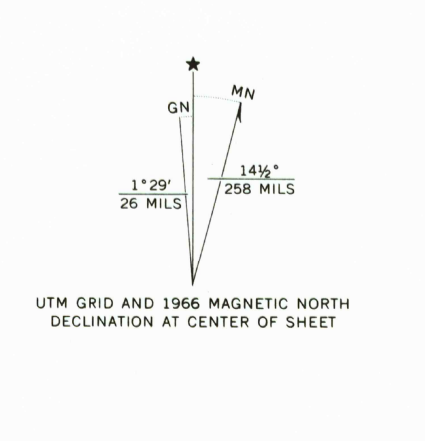 MN
GN
14½°
258 MILS
1°29'
26 MILS
UTM GRID AND 1966 MAGNETIC NORTH
DECLINATION AT CENTER OF SHEET